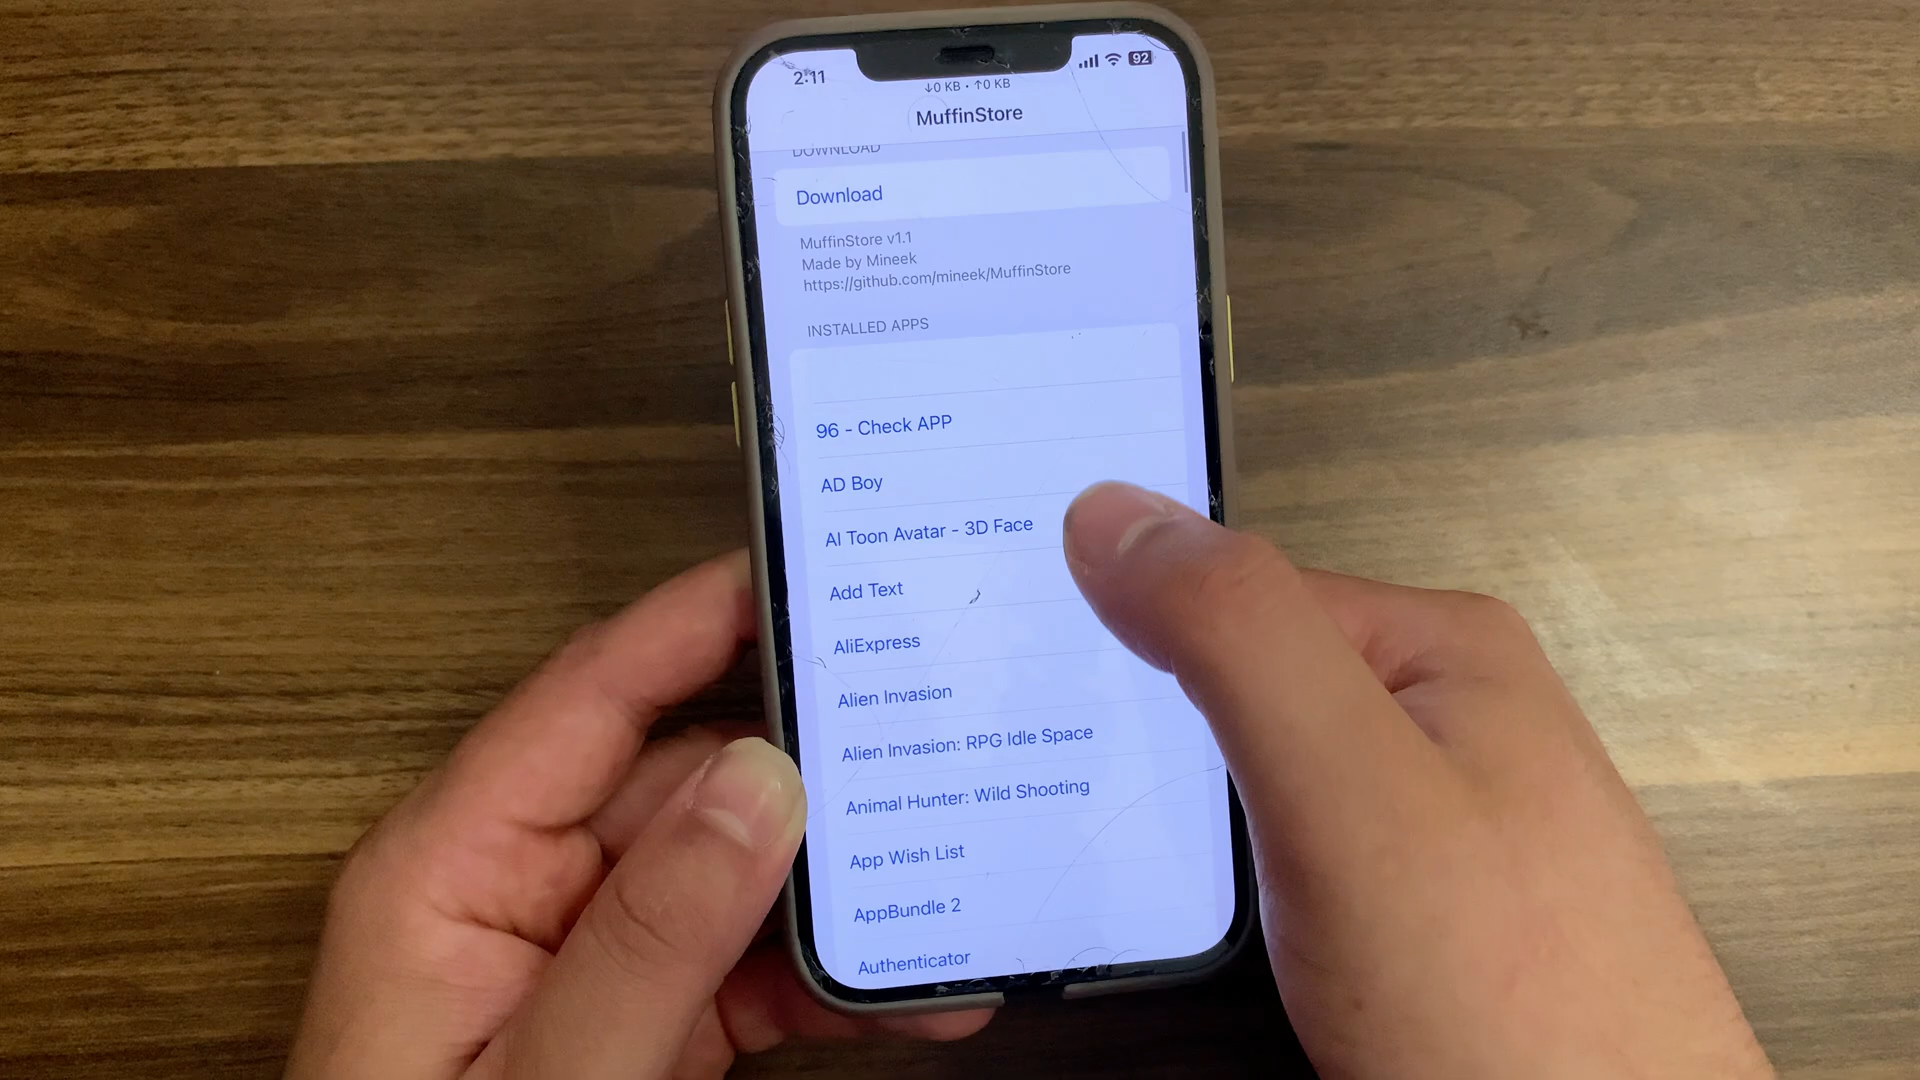 2:11
92
↓0 KB • ↑0 KB
MuffinStore
DOWNLOAD
Download
MuffinStore v1.1
Made by Mineek
https://github.com/mineek/MuffinStore
INSTALLED APPS
96 - Check APP
AD Boy
AI Toon Avatar - 3D Face
Add Text
AliExpress
Alien Invasion
Alien Invasion: RPG Idle Space
Animal Hunter: Wild Shooting
App Wish List
AppBundle 2
Authenticator